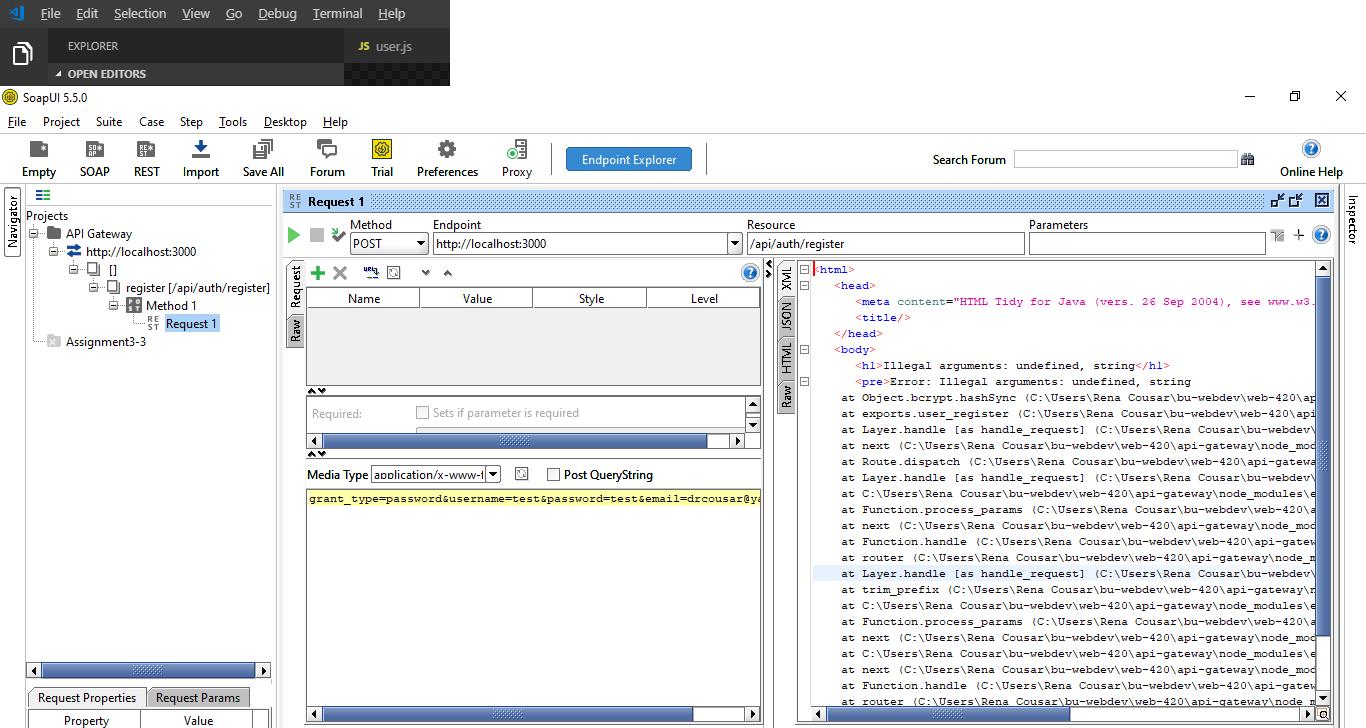 File Edit Selection View Go Debug Terminal Help
EXPLORER
JS user.js
OPEN EDITORS
SoapUI 5.5.0
File Project Suite Case Step Tools Desktop Help
Empty SOAP REST Import Save All Forum Trial Preferences Proxy
Endpoint Explorer
Search Forum
Online Help
Navigator
Projects
API Gateway
http://localhost:3000
[]
register [/api/auth/register]
Method 1
REST Request 1
Assignment3-3
Request Properties Request Params
Property Value
REST Request 1
Method Endpoint Resource Parameters
POST http://localhost:3000 /api/auth/register
Request
Raw
Name Value Style Level
Required: Sets if parameter is required
Media Type application/x-www-f Post QueryString
grant_type=password&username=test&password=test&email=drcousar@ya
XML
JSON
HTML
Raw
<html>
<head>
<meta content="HTML Tidy for Java (vers. 26 Sep 2004), see www.w3.
<title/>
</head>
<body>
<h1>Illegal arguments: undefined, string</h1>
<pre>Error: Illegal arguments: undefined, string
at Object.bcrypt.hashSync (C:\Users\Rena Cousar\bu-webdev\web-420\ap
at exports.user_register (C:\Users\Rena Cousar\bu-webdev\web-420\api
at Layer.handle [as handle_request] (C:\Users\Rena Cousar\bu-webdev\
at next (C:\Users\Rena Cousar\bu-webdev\web-420\api-gateway\node_mod
at Route.dispatch (C:\Users\Rena Cousar\bu-webdev\web-420\api-gatewa
at Layer.handle [as handle_request] (C:\Users\Rena Cousar\bu-webdev\
at C:\Users\Rena Cousar\bu-webdev\web-420\api-gateway\node_modules\e
at Function.process_params (C:\Users\Rena Cousar\bu-webdev\web-420\a
at next (C:\Users\Rena Cousar\bu-webdev\web-420\api-gateway\node_mod
at Function.handle (C:\Users\Rena Cousar\bu-webdev\web-420\api-gatew
at router (C:\Users\Rena Cousar\bu-webdev\web-420\api-gateway\node_m
at Layer.handle [as handle_request] (C:\Users\Rena Cousar\bu-webdev\
at trim_prefix (C:\Users\Rena Cousar\bu-webdev\web-420\api-gateway\n
at C:\Users\Rena Cousar\bu-webdev\web-420\api-gateway\node_modules\e
at Function.process_params (C:\Users\Rena Cousar\bu-webdev\web-420\a
at next (C:\Users\Rena Cousar\bu-webdev\web-420\api-gateway\node_mod
at C:\Users\Rena Cousar\bu-webdev\web-420\api-gateway\node_modules\e
at next (C:\Users\Rena Cousar\bu-webdev\web-420\api-gateway\node_mod
at Function.handle (C:\Users\Rena Cousar\bu-webdev\web-420\api-gatew
at router (C:\Users\Rena Cousar\bu-webdev\web-420\api-gateway\node_m
Inspector